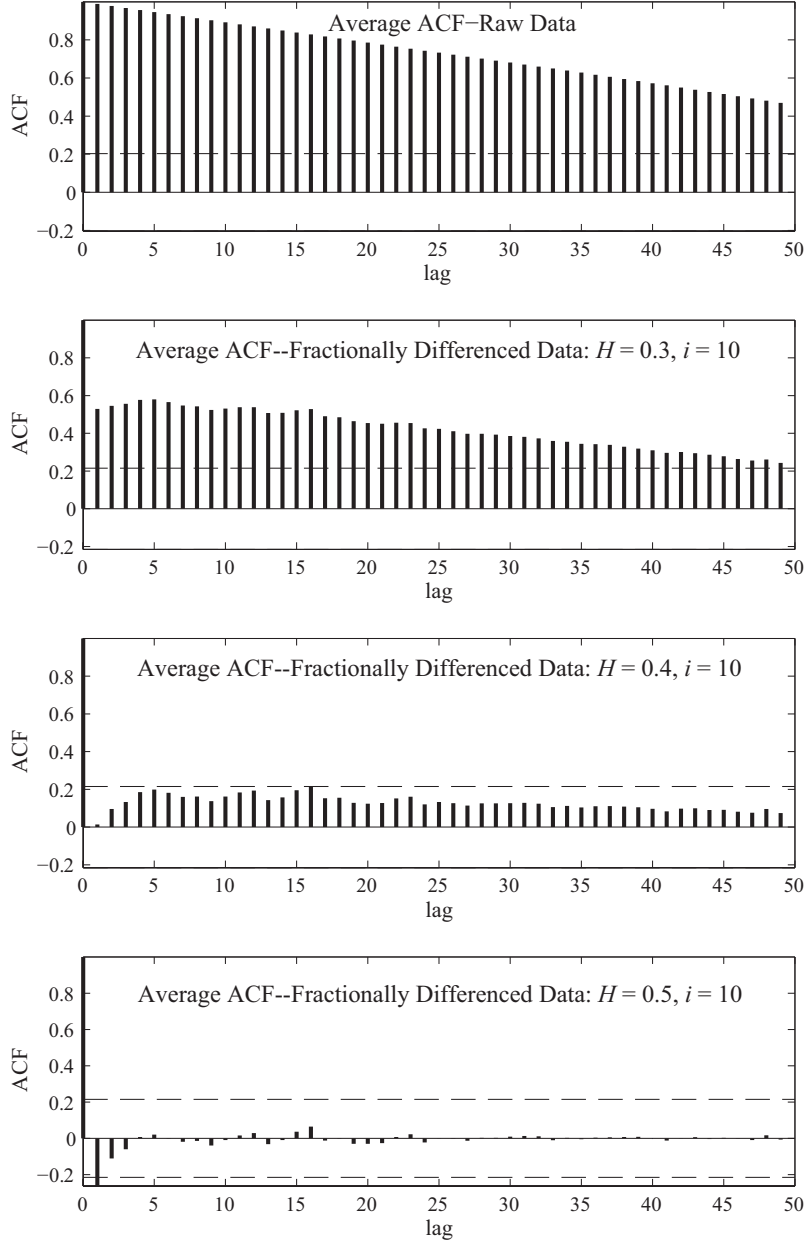 Average ACF–Raw Data
0.8
0.6
0.4
0.2
0
−0.2
ACF
0 5 10 15 20 25 30 35 40 45 50
lag
Average ACF--Fractionally Differenced Data: H = 0.3, i = 10
0.8
0.6
0.4
0.2
0
−0.2
ACF
0 5 10 15 20 25 30 35 40 45 50
lag
Average ACF--Fractionally Differenced Data: H = 0.4, i = 10
0.8
0.6
0.4
0.2
0
−0.2
ACF
0 5 10 15 20 25 30 35 40 45 50
lag
Average ACF--Fractionally Differenced Data: H = 0.5, i = 10
0.8
0.6
0.4
0.2
0
−0.2
ACF
0 5 10 15 20 25 30 35 40 45 50
lag